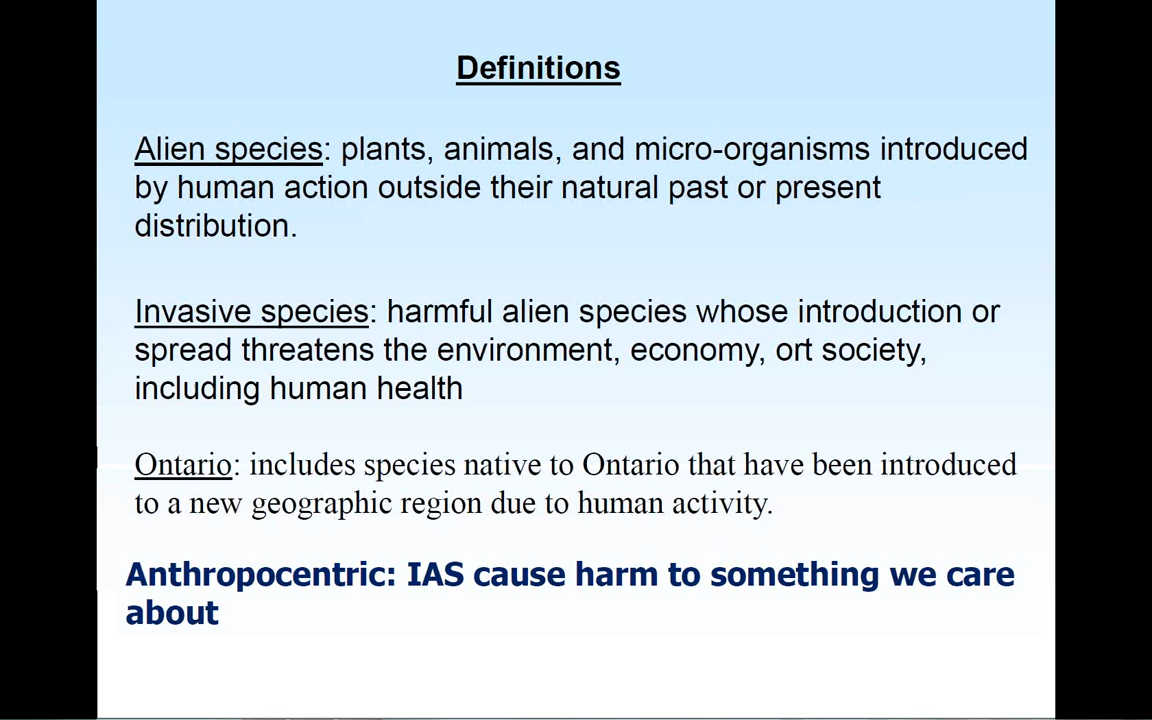 Definitions
Alien species: plants, animals, and micro-organisms introduced
by human action outside their natural past or present
distribution.
Invasive species: harmful alien species whose introduction or
spread threatens the environment, economy, ort society,
including human health
Ontario: includes species native to Ontario that have been introduced
to a new geographic region due to human activity.
Anthropocentric: IAS cause harm to something we care
about